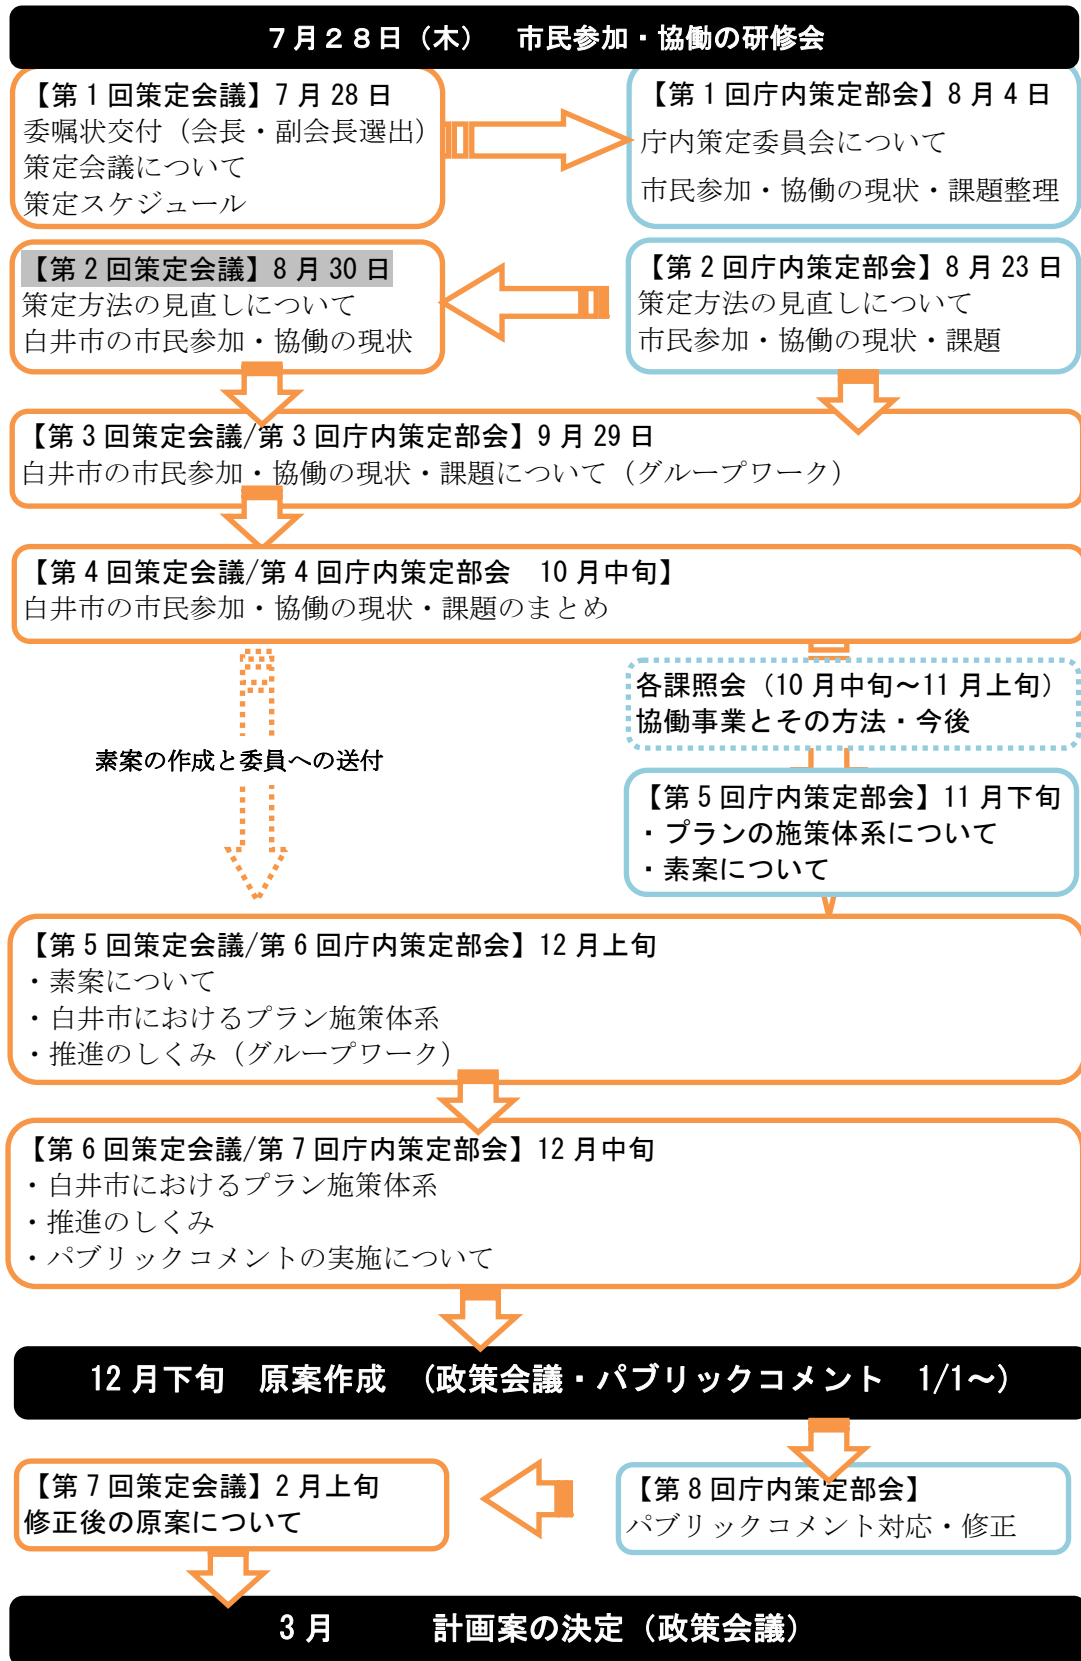 7月28日（木）　市民参加・協働の研修会
【第1回策定会議】7月28日
委嘱状交付（会長・副会長選出）
策定会議について
策定スケジュール
【第1回庁内策定部会】8月4日
庁内策定委員会について
市民参加・協働の現状・課題整理
【第2回策定会議】8月30日
策定方法の見直しについて
白井市の市民参加・協働の現状
【第2回庁内策定部会】8月23日
策定方法の見直しについて
市民参加・協働の現状・課題
【第3回策定会議/第3回庁内策定部会】9月29日
白井市の市民参加・協働の現状・課題について（グループワーク）
【第4回策定会議/第4回庁内策定部会　10月中旬】
白井市の市民参加・協働の現状・課題のまとめ
各課照会（10月中旬～11月上旬）
協働事業とその方法・今後
素案の作成と委員への送付
【第5回庁内策定部会】11月下旬
・プランの施策体系について
・素案について
【第5回策定会議/第6回庁内策定部会】12月上旬
・素案について
・白井市におけるプラン施策体系
・推進のしくみ（グループワーク）
【第6回策定会議/第7回庁内策定部会】12月中旬
・白井市におけるプラン施策体系
・推進のしくみ
・パブリックコメントの実施について
12月下旬　原案作成　（政策会議・パブリックコメント　1/1～）
【第7回策定会議】2月上旬
修正後の原案について
【第8回庁内策定部会】
パブリックコメント対応・修正
3月　　　計画案の決定（政策会議）